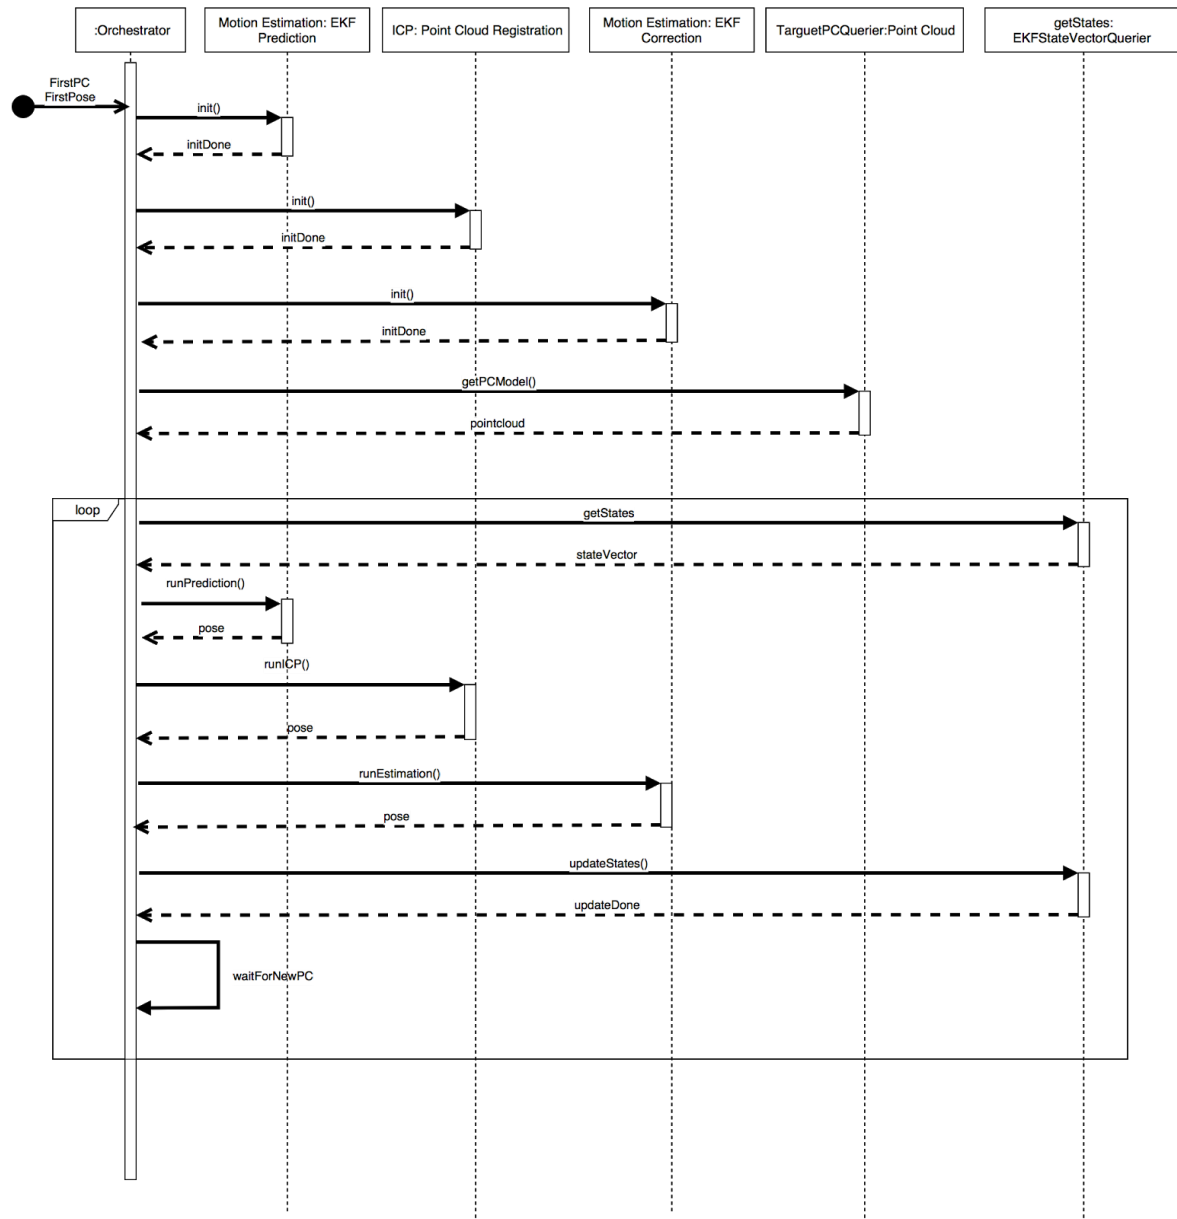 :Orchestrator
Motion Estimation: EKF
Prediction
ICP: Point Cloud Registration
Motion Estimation: EKF
Correction
TarguetPCQuerier:Point Cloud
getStates:
EKFStateVectorQuerier
FirstPC
FirstPose
init()
initDone
init()
initDone
init()
initDone
getPCModel()
pointcloud
loop
getStates
stateVector
runPrediction()
pose
runICP()
pose
runEstimation()
pose
updateStates()
updateDone
waitForNewPC